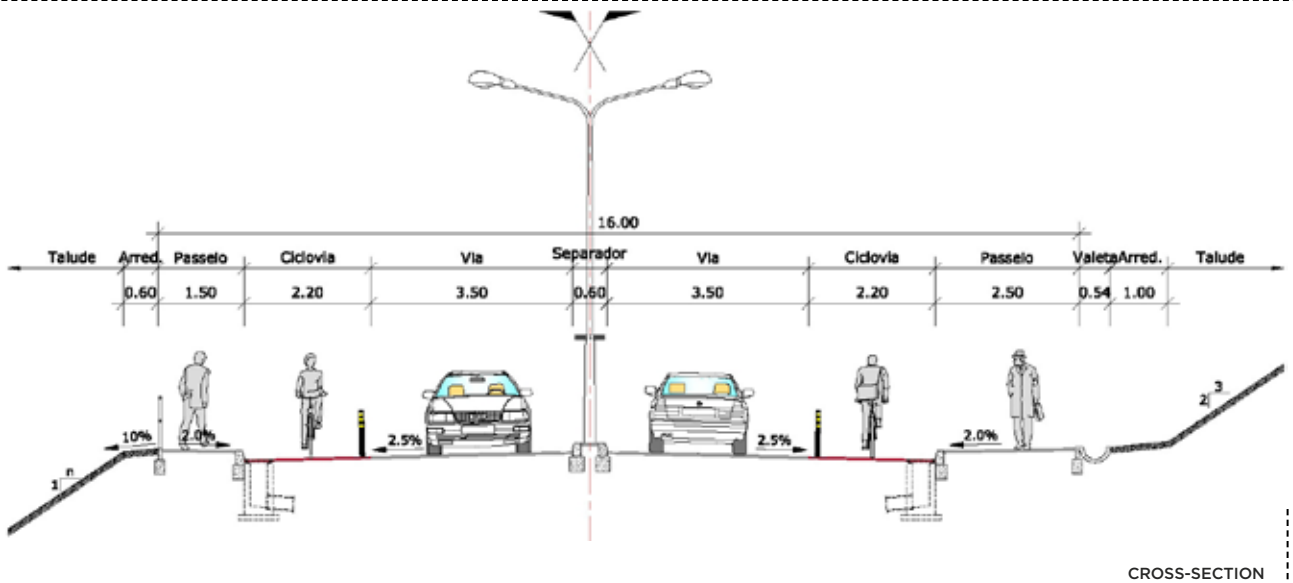 16.00
Talude Arred. Passeio Ciclovia Via Separador Via Ciclovia Passeio Valeta Arred. Talude
0.60 1.50 2.20 3.50 0.60 3.50 2.20 2.50 0.54 1.00
10% 2.0% 2.5% 2.5% 2.0% 2 3
1 n
CROSS-SECTION